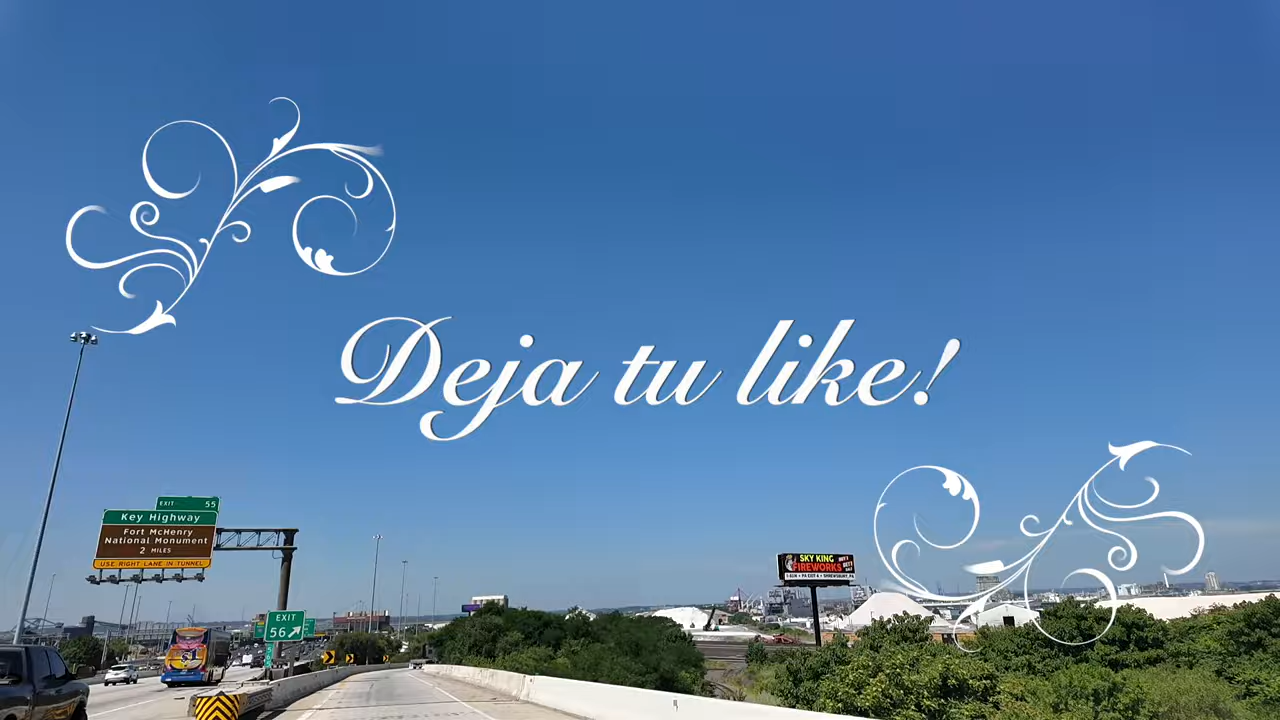 Deja tu like!
EXIT 55
Key Highway
Fort McHenry
National Monument
2 MILES
USE RIGHT LANE IN TUNNEL
EXIT
56
SKY KING
FIREWORKS